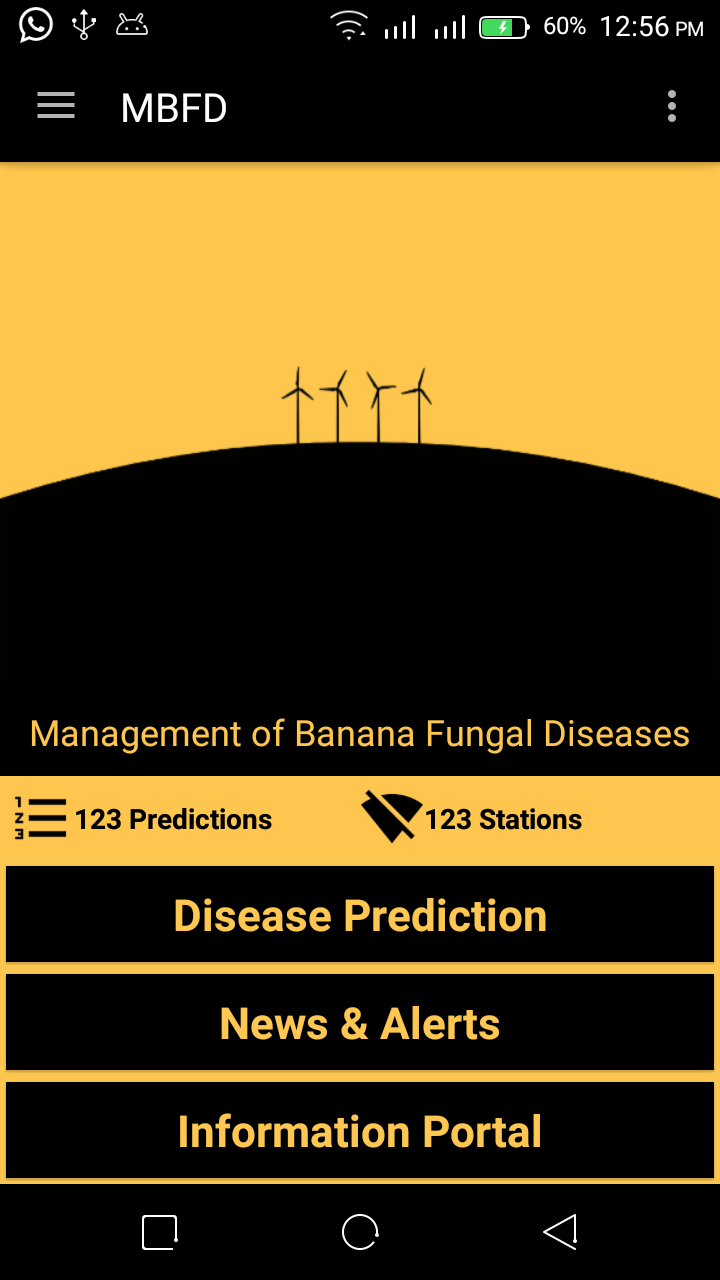 60% 12:56 PM
MBFD
Management of Banana Fungal Diseases
123 Predictions 123 Stations
Disease Prediction
News & Alerts
Information Portal